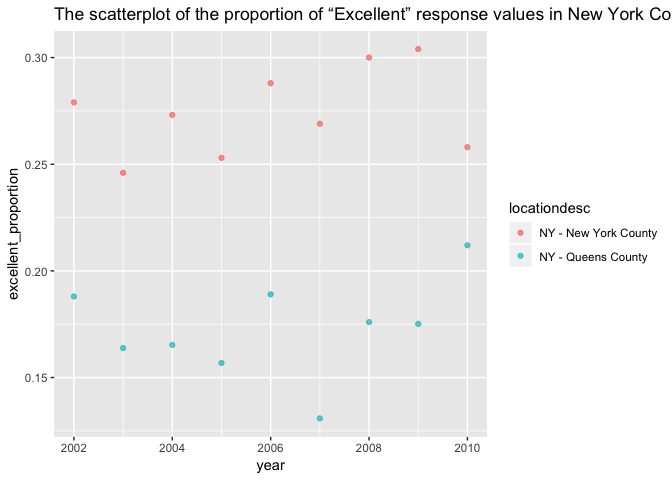 The scatterplot of the proportion of “Excellent” response values in New York Co
0.30
0.25
0.20
0.15
excellent_proportion
2002 2004 2006 2008 2010
year
locationdesc
NY - New York County
NY - Queens County